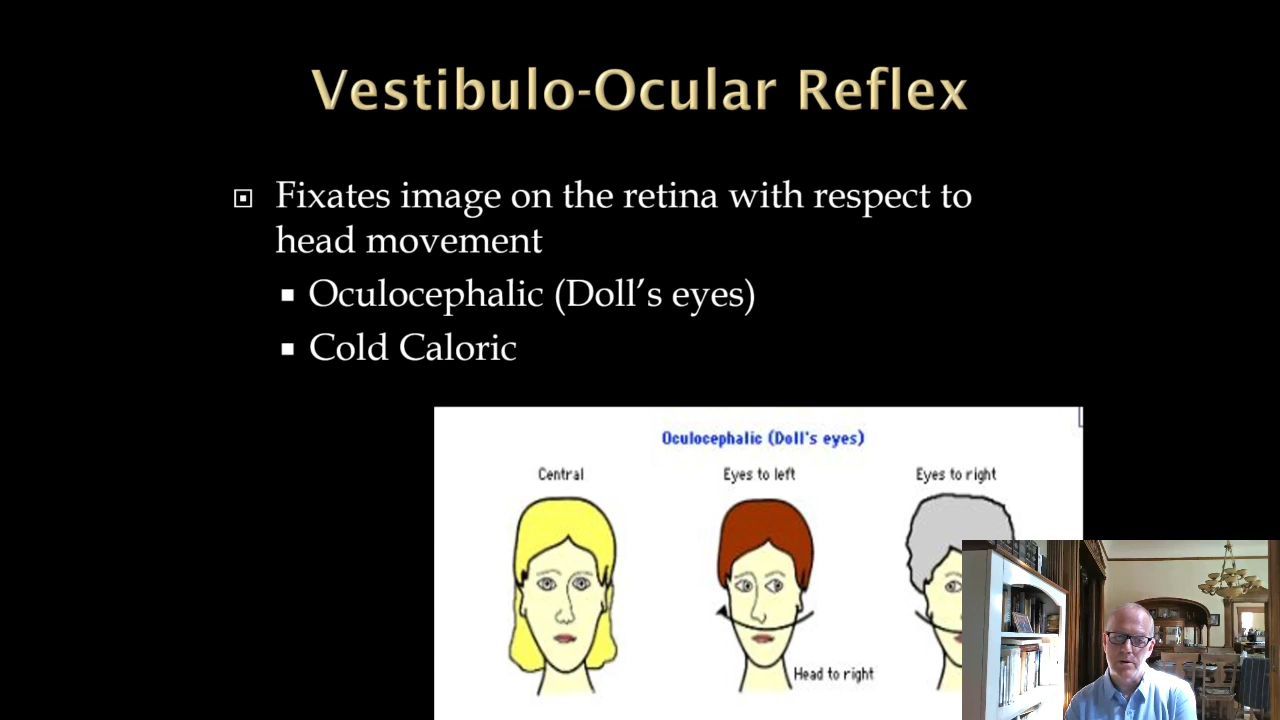 Vestibulo-Ocular Reflex
Fixates image on the retina with respect to
head movement
Oculocephalic (Doll’s eyes)
Cold Caloric
Oculocephalic (Doll's eyes)
Central
Eyes to left
Eyes to right
Head to right